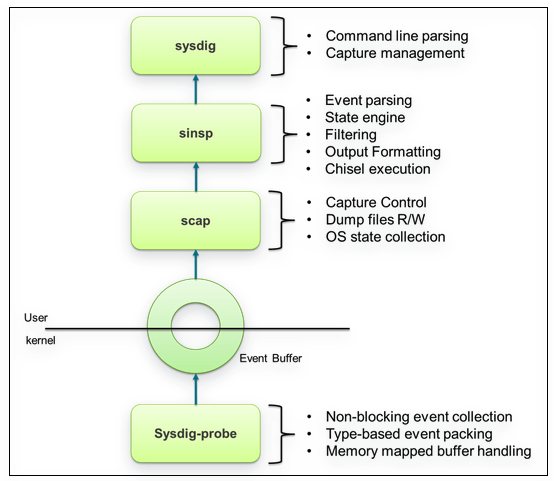 sysdig
• Command line parsing
• Capture management
sinsp
• Event parsing
• State engine
• Filtering
• Output Formatting
• Chisel execution
scap
• Capture Control
• Dump files R/W
• OS state collection
User
kernel
Event Buffer
Sysdig-probe
• Non-blocking event collection
• Type-based event packing
• Memory mapped buffer handling